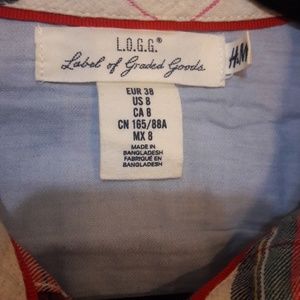 L.O.G.G.®
Label of Graded Goods
H&M
EUR 38
US 8
CA 8
CN 165/88A
MX 8
MADE IN
BANGLADESH
FABRIQUÉ EN
BANGLADESH